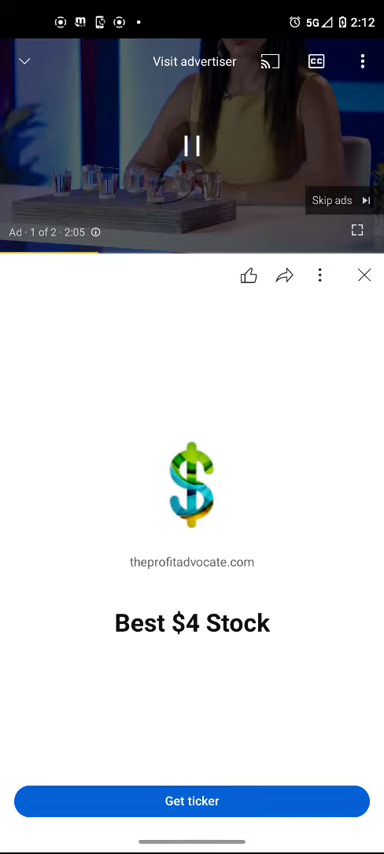 2:12
5G
Visit advertiser
CC
Skip ads
Ad · 1 of 2 · 2:05
theprofitadvocate.com
Best $4 Stock
Get ticker